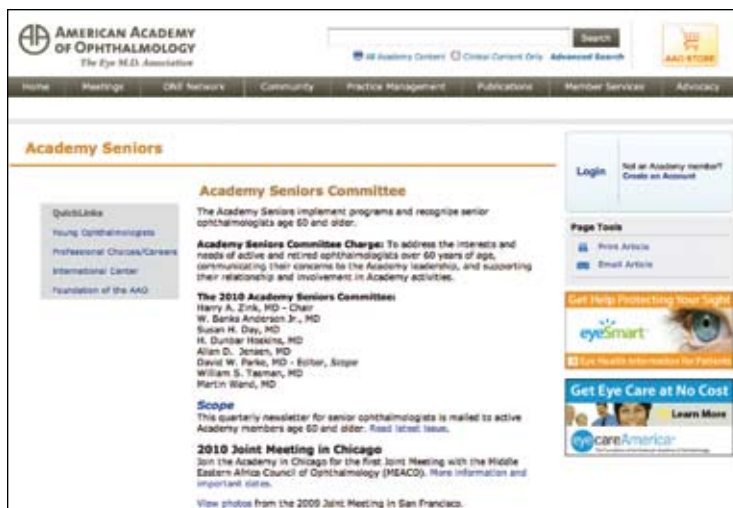 AMERICAN ACADEMY
OF OPHTHALMOLOGY
The Eye M.D. Association
Search
All Academy Content Clinical Content Only Advanced Search
AAO STORE
Home Meetings ONE Network Community Practice Management Publications Member Services Advocacy
Academy Seniors
Login
Not an Academy member?
Create an Account
QuickLinks
Young Ophthalmologists
Professional Choices/Careers
International Center
Foundation of the AAO
Academy Seniors Committee
The Academy Seniors implement programs and recognize senior
ophthalmologists age 60 and older.
Academy Seniors Committee Charge: To address the interests and
needs of active and retired ophthalmologists over 60 years of age,
communicating their concerns to the Academy leadership, and supporting
their relationship and involvement in Academy activities.
The 2010 Academy Seniors Committee:
Harry A. Zink, MD - Chair
W. Banks Anderson Jr., MD
Susan H. Day, MD
H. Dunbar Hoskins, MD
Allan D. Jensen, MD
David W. Parke, MD - Editor, Scope
William S. Tasman, MD
Martin Wand, MD
Scope
This quarterly newsletter for senior ophthalmologists is mailed to active
Academy members age 60 and older. Read latest issue.
2010 Joint Meeting in Chicago
Join the Academy in Chicago for the first Joint Meeting with the Middle
Eastern Africa Council of Ophthalmology (MEACO). More information and
important dates.
View photos from the 2009 Joint Meeting in San Francisco.
Page Tools
Print Article
Email Article
Get Help Protecting Your Sight
eyeSmart
Eye Health Information for Patients
Get Eye Care at No Cost
Learn More
eyecareAmerica
The Foundation of the American Academy of Ophthalmology